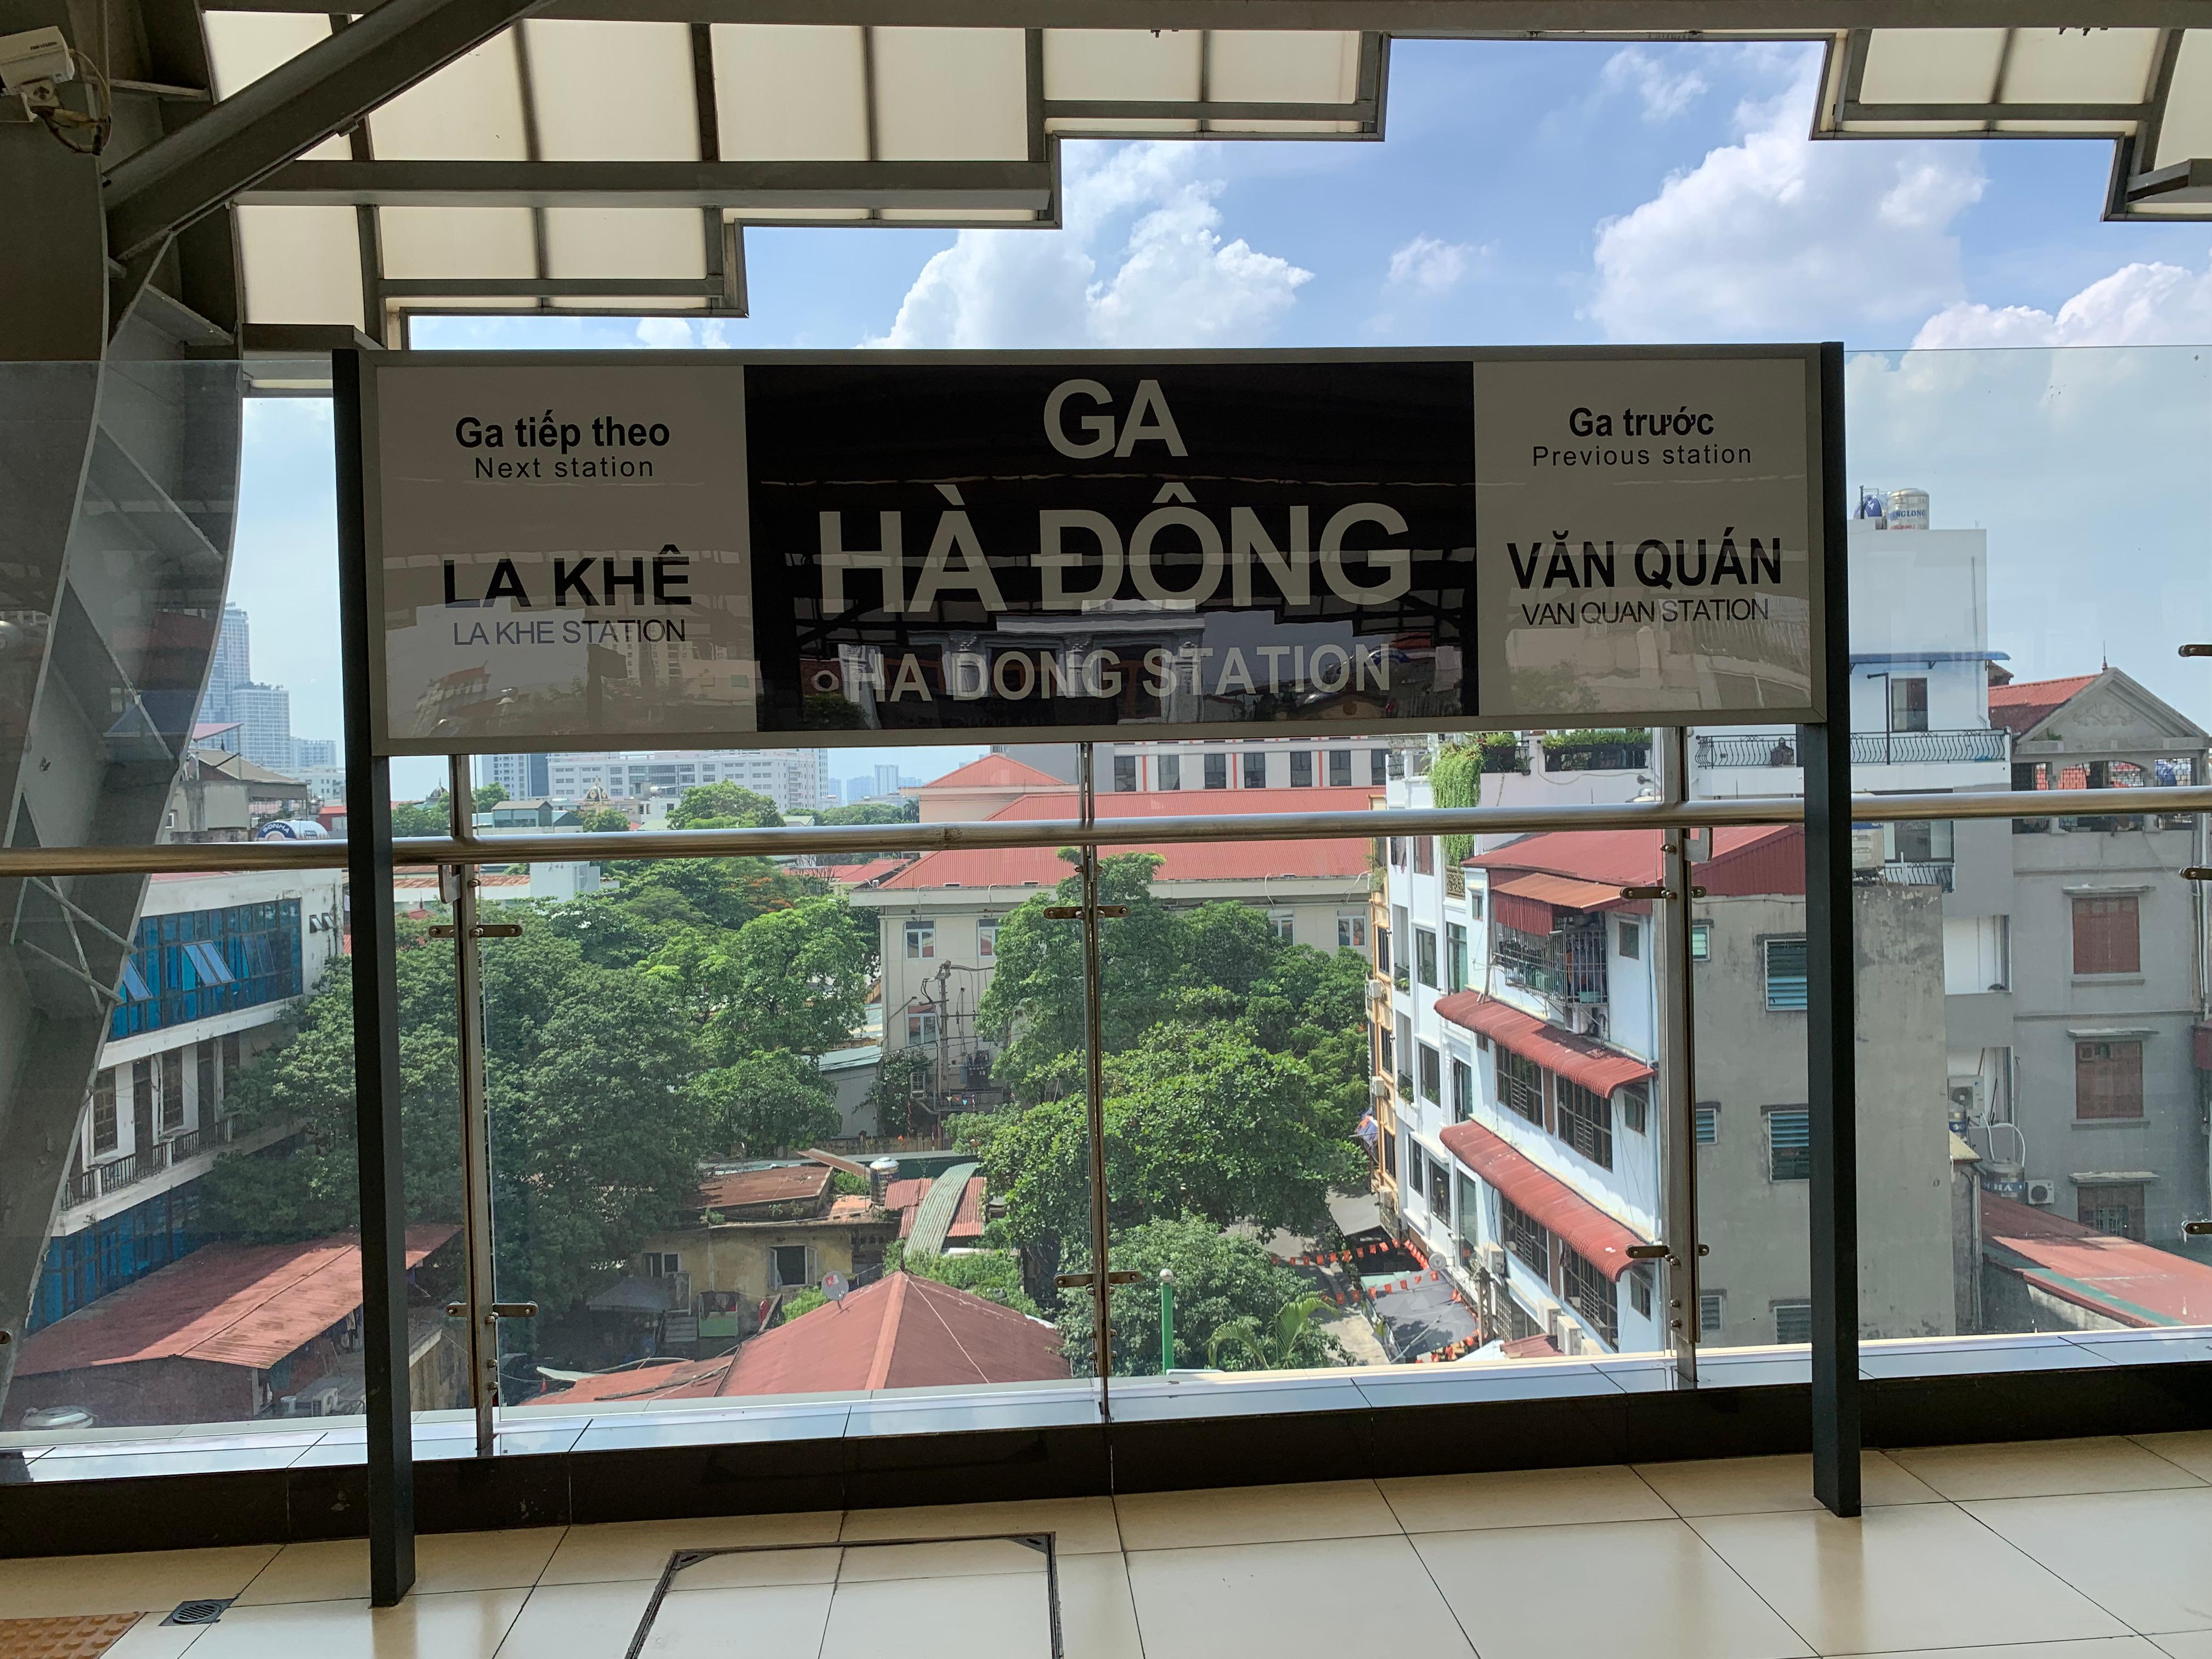 Ga tiếp theo
Next station
LA KHÊ
LA KHE STATION
GA
HÀ ĐÔNG
HA DONG STATION
Ga trước
Previous station
VĂN QUÁN
VAN QUAN STATION
SONHA